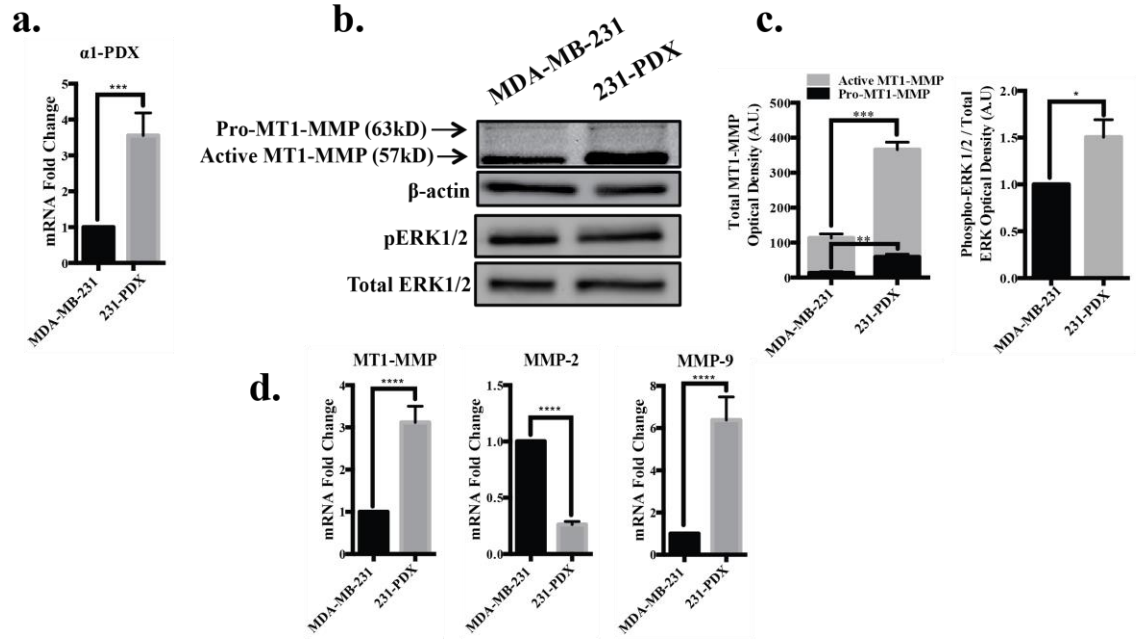 a.
α1-PDX
***
mRNA Fold Change
5
4
3
2
1
0
MDA-MB-231
231-PDX
b.
MDA-MB-231
231-PDX
Pro-MT1-MMP (63kD)
Active MT1-MMP (57kD)
β-actin
pERK1/2
Total ERK1/2
c.
Active MT1-MMP
Pro-MT1-MMP
Total MT1-MMP
Optical Density (A.U.)
500
400
300
200
100
0
***
**
MDA-MB-231
231-PDX
Phospho-ERK 1/2 / Total
ERK Optical Density (A.U)
2.0
1.5
1.0
0.5
0.0
*
MDA-MB-231
231-PDX
d.
MT1-MMP
****
mRNA Fold Change
4
3
2
1
0
MDA-MB-231
231-PDX
MMP-2
****
mRNA Fold Change
1.5
1.0
0.5
0.0
MDA-MB-231
231-PDX
MMP-9
****
mRNA Fold Change
8
6
4
2
0
MDA-MB-231
231-PDX